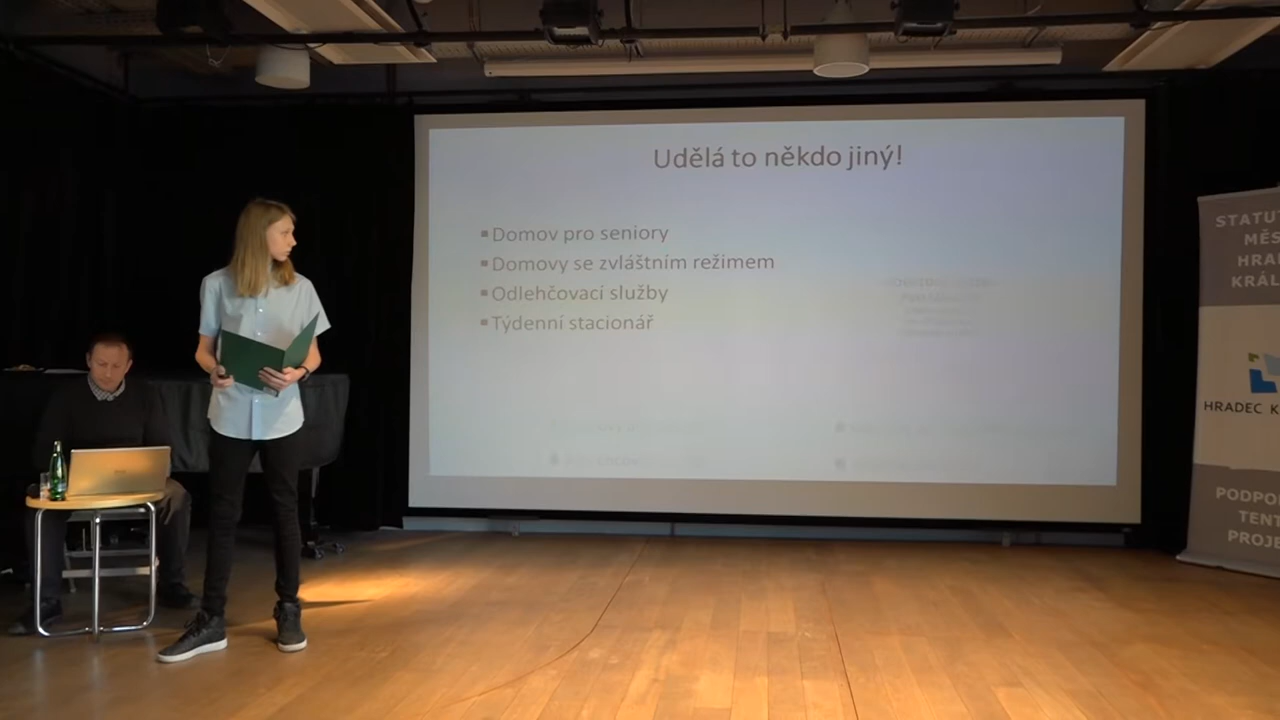 Udělá to někdo jiný!
Domov pro seniory
Domovy se zvláštním režimem
Odlehčovací služby
Týdenní stacionář
STATUT
MĚS
HRAD
KRÁL
HRADEC K
PODPO
TENT
PROJE